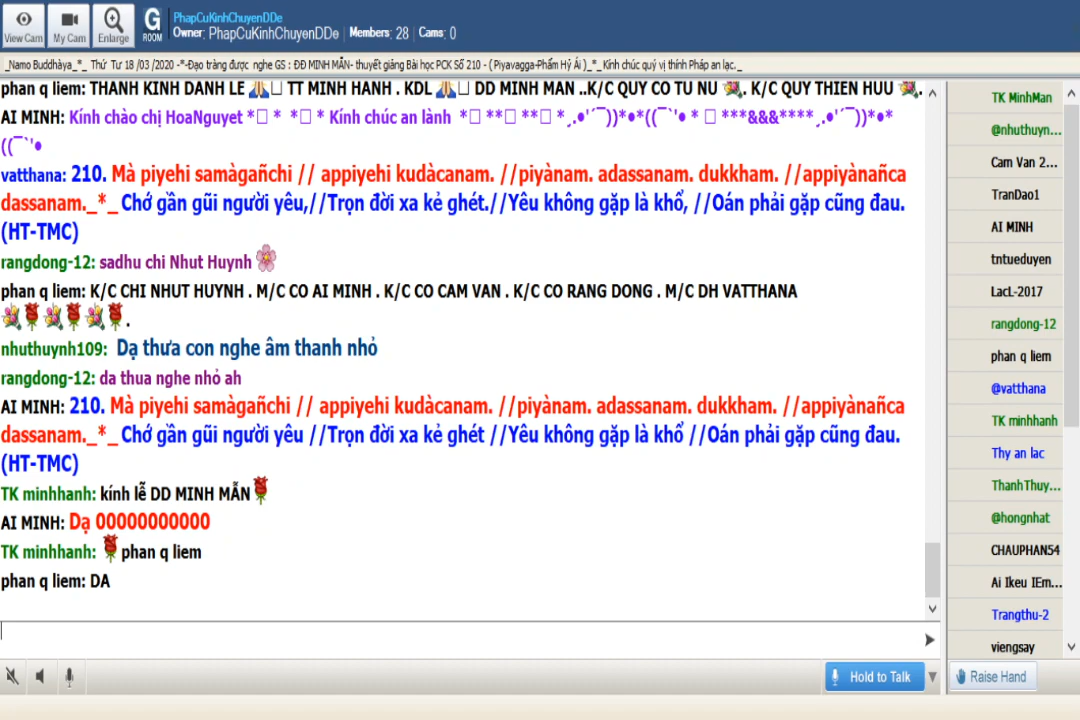 PhapCuKinhChuyenDDe
Owner: PhapCuKinhChuyenDDe | Members: 28 | Cams: 0
View Cam My Cam Enlarge G ROOM
_Namo Buddhàya_*_ Thứ Tư 18 /03 /2020 -*-Đạo tràng được nghe GS : ĐĐ MINH MẪN- thuyết giảng Bài học PCK Số 210 - ( Piyavagga-Phẩm Hỷ Ái )_*_Kính chúc quý vị thính Pháp an lạc._
phan q liem: THANH KINH DANH LE 🙏 TT MINH HANH . KDL 🙏 DD MINH MAN ..K/C QUY CO TU NU 💐. K/C QUY THIEN HUU 💐.
AI MINH: Kính chào chị HoaNguyet *□ * *□ * Kính chúc an lành *□ **□ **□ *¸.•'´¯))*•*((¯`'• * □ ***&&&****¸.•'´¯))*•*
((¯`'•
vatthana: 210. Mà piyehi samàgañchi // appiyehi kudàcanam. //piyànam. adassanam. dukkham. //appiyànañca
dassanam._*_Chớ gần gũi người yêu,//Trọn đời xa kẻ ghét.//Yêu không gặp là khổ, //Oán phải gặp cũng đau.
(HT-TMC)
rangdong-12: sadhu chi Nhut Huynh 🌸
phan q liem: K/C CHI NHUT HUYNH . M/C CO AI MINH . K/C CO CAM VAN . K/C CO RANG DONG . M/C DH VATTHANA
💐🌹💐🌹💐🌹.
nhuthuynh109: Dạ thưa con nghe âm thanh nhỏ
rangdong-12: da thua nghe nhỏ ah
AI MINH: 210. Mà piyehi samàgañchi // appiyehi kudàcanam. //piyànam. adassanam. dukkham. //appiyànañca
dassanam._*_Chớ gần gũi người yêu //Trọn đời xa kẻ ghét //Yêu không gặp là khổ //Oán phải gặp cũng đau.
(HT-TMC)
TK minhhanh: kính lễ DD MINH MẪN🌹
AI MINH: Dạ 00000000000
TK minhhanh: 🌹phan q liem
phan q liem: DA
TK MinhMan
@nhuthuyn...
Cam Van 2...
TranDao1
AI MINH
tntueduyen
LacL-2017
rangdong-12
phan q liem
@vatthana
TK minhhanh
Thy an lac
ThanhThuy...
@hongnhat
CHAUPHAN54
Ai Ikeu IEm...
Trangthu-2
viengsay
Hold to Talk
Raise Hand